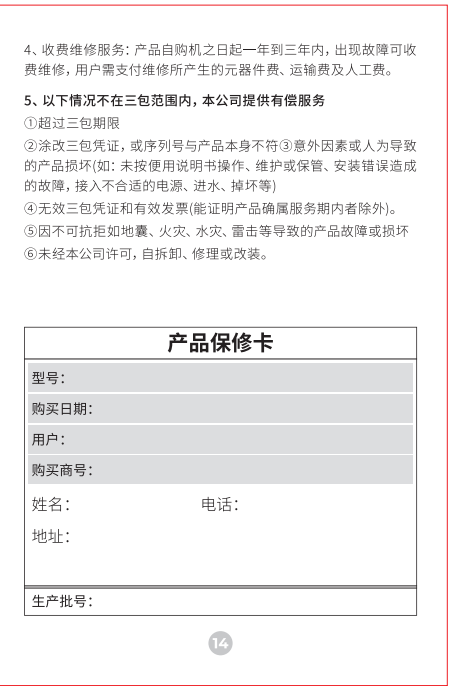 4、收费维修服务：产品自购机之日起一年到三年内，出现故障可收
费维修，用户需支付维修所产生的元器件费、运输费及人工费。
5、以下情况不在三包范围内，本公司提供有偿服务
①超过三包期限
②涂改三包凭证，或序列号与产品本身不符③意外因素或人为导致
的产品损坏(如：未按使用说明书操作、维护或保管、安装错误造成
的故障，接入不合适的电源、进水、掉坏等)
④无效三包凭证和有效发票(能证明产品确属服务期内者除外)。
⑤因不可抗拒如地囊、火灾、水灾、雷击等导致的产品故障或损坏
⑥未经本公司许可，自拆卸、修理或改装。
产品保修卡
型号：
购买日期：
用户：
购买商号：
姓名： 电话：
地址：
生产批号：
14